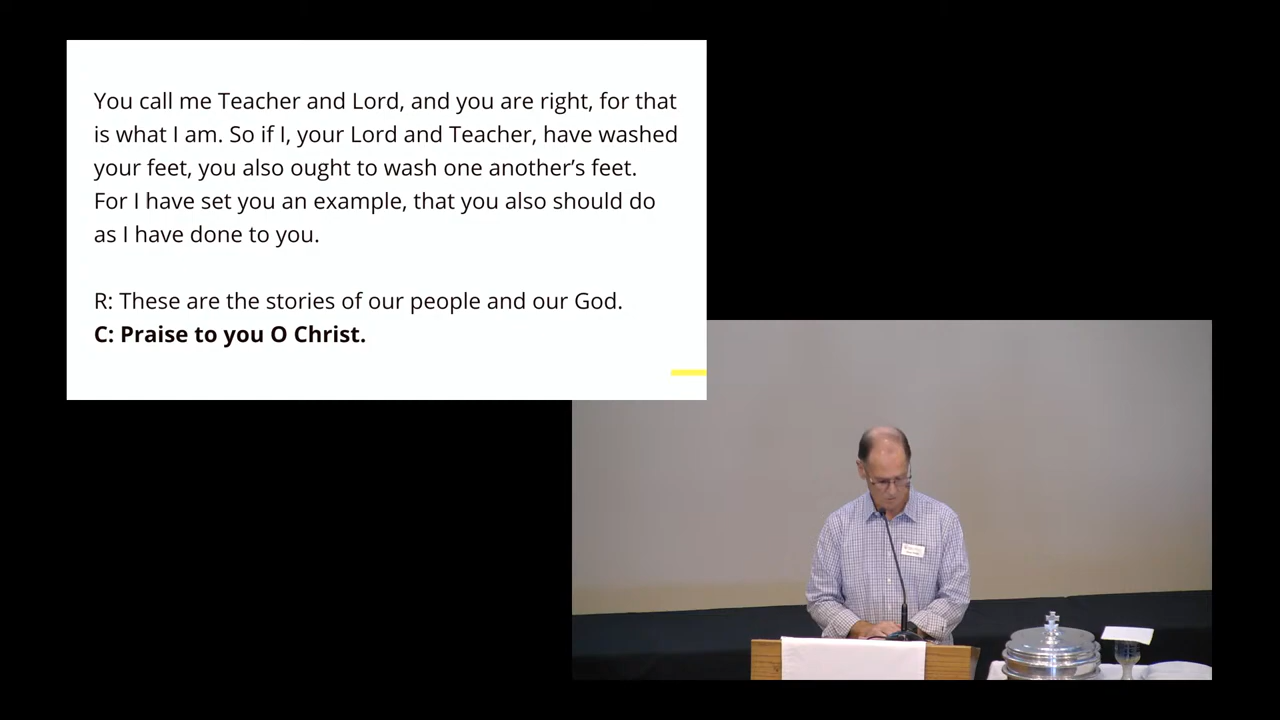 You call me Teacher and Lord, and you are right, for that
is what I am. So if I, your Lord and Teacher, have washed
your feet, you also ought to wash one another’s feet.
For I have set you an example, that you also should do
as I have done to you.
R: These are the stories of our people and our God.
C: Praise to you O Christ.